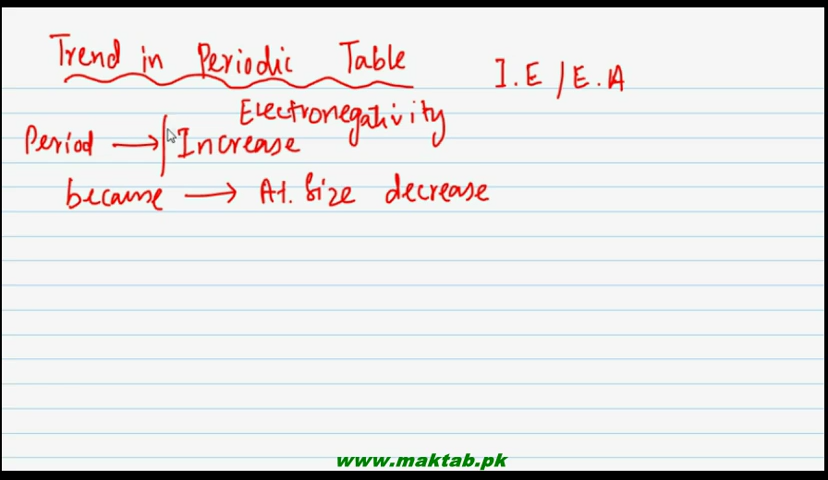 Trend in Periodic Table
I.E / E.A
Electronegativity
Period → Increase
because → At. Size decrease
www.maktab.pk